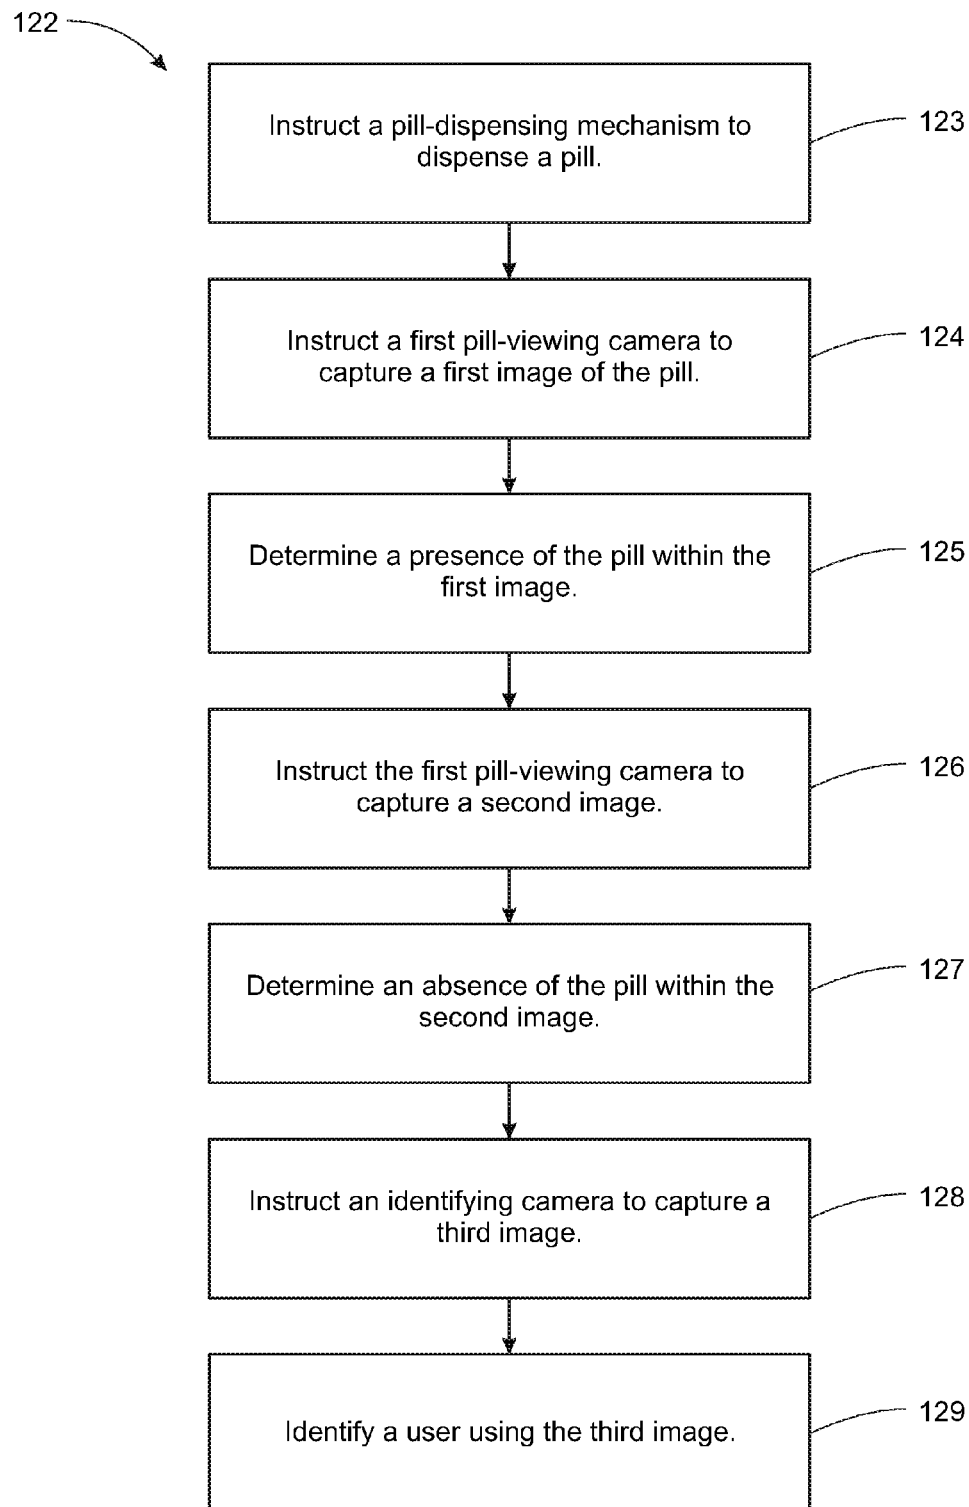 122
Instruct a pill-dispensing mechanism to
dispense a pill.
123
Instruct a first pill-viewing camera to
capture a first image of the pill.
124
Determine a presence of the pill within the
first image.
125
Instruct the first pill-viewing camera to
capture a second image.
126
Determine an absence of the pill within the
second image.
127
Instruct an identifying camera to capture a
third image.
128
Identify a user using the third image.
129